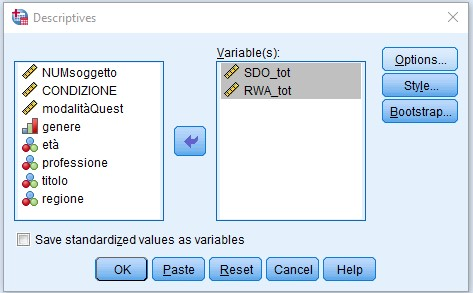 Descriptives
NUMsoggetto
CONDIZIONE
modalitàQuest
genere
età
professione
titolo
regione
Variable(s):
SDO_tot
RWA_tot
Options...
Style...
Bootstrap...
Save standardized values as variables
OK Paste Reset Cancel Help